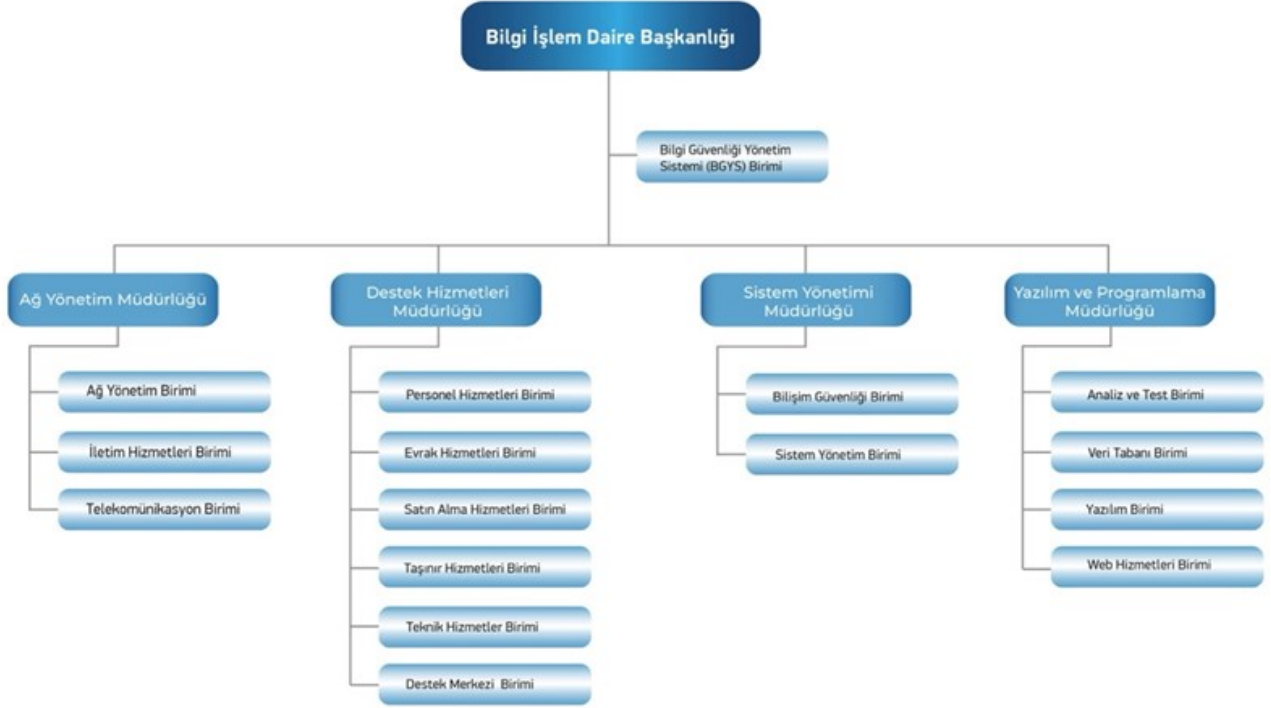 Bilgi İşlem Daire Başkanlığı
Bilgi Güvenliği Yönetim
Sistemi (BGYS) Birimi
Ağ Yönetim Müdürlüğü
Ağ Yönetim Birimi
İletim Hizmetleri Birimi
Telekomünikasyon Birimi
Destek Hizmetleri
Müdürlüğü
Personel Hizmetleri Birimi
Evrak Hizmetleri Birimi
Satın Alma Hizmetleri Birimi
Taşınır Hizmetleri Birimi
Teknik Hizmetler Birimi
Destek Merkezi Birimi
Sistem Yönetimi
Müdürlüğü
Bilişim Güvenliği Birimi
Sistem Yönetim Birimi
Yazılım ve Programlama
Müdürlüğü
Analiz ve Test Birimi
Veri Tabanı Birimi
Yazılım Birimi
Web Hizmetleri Birimi